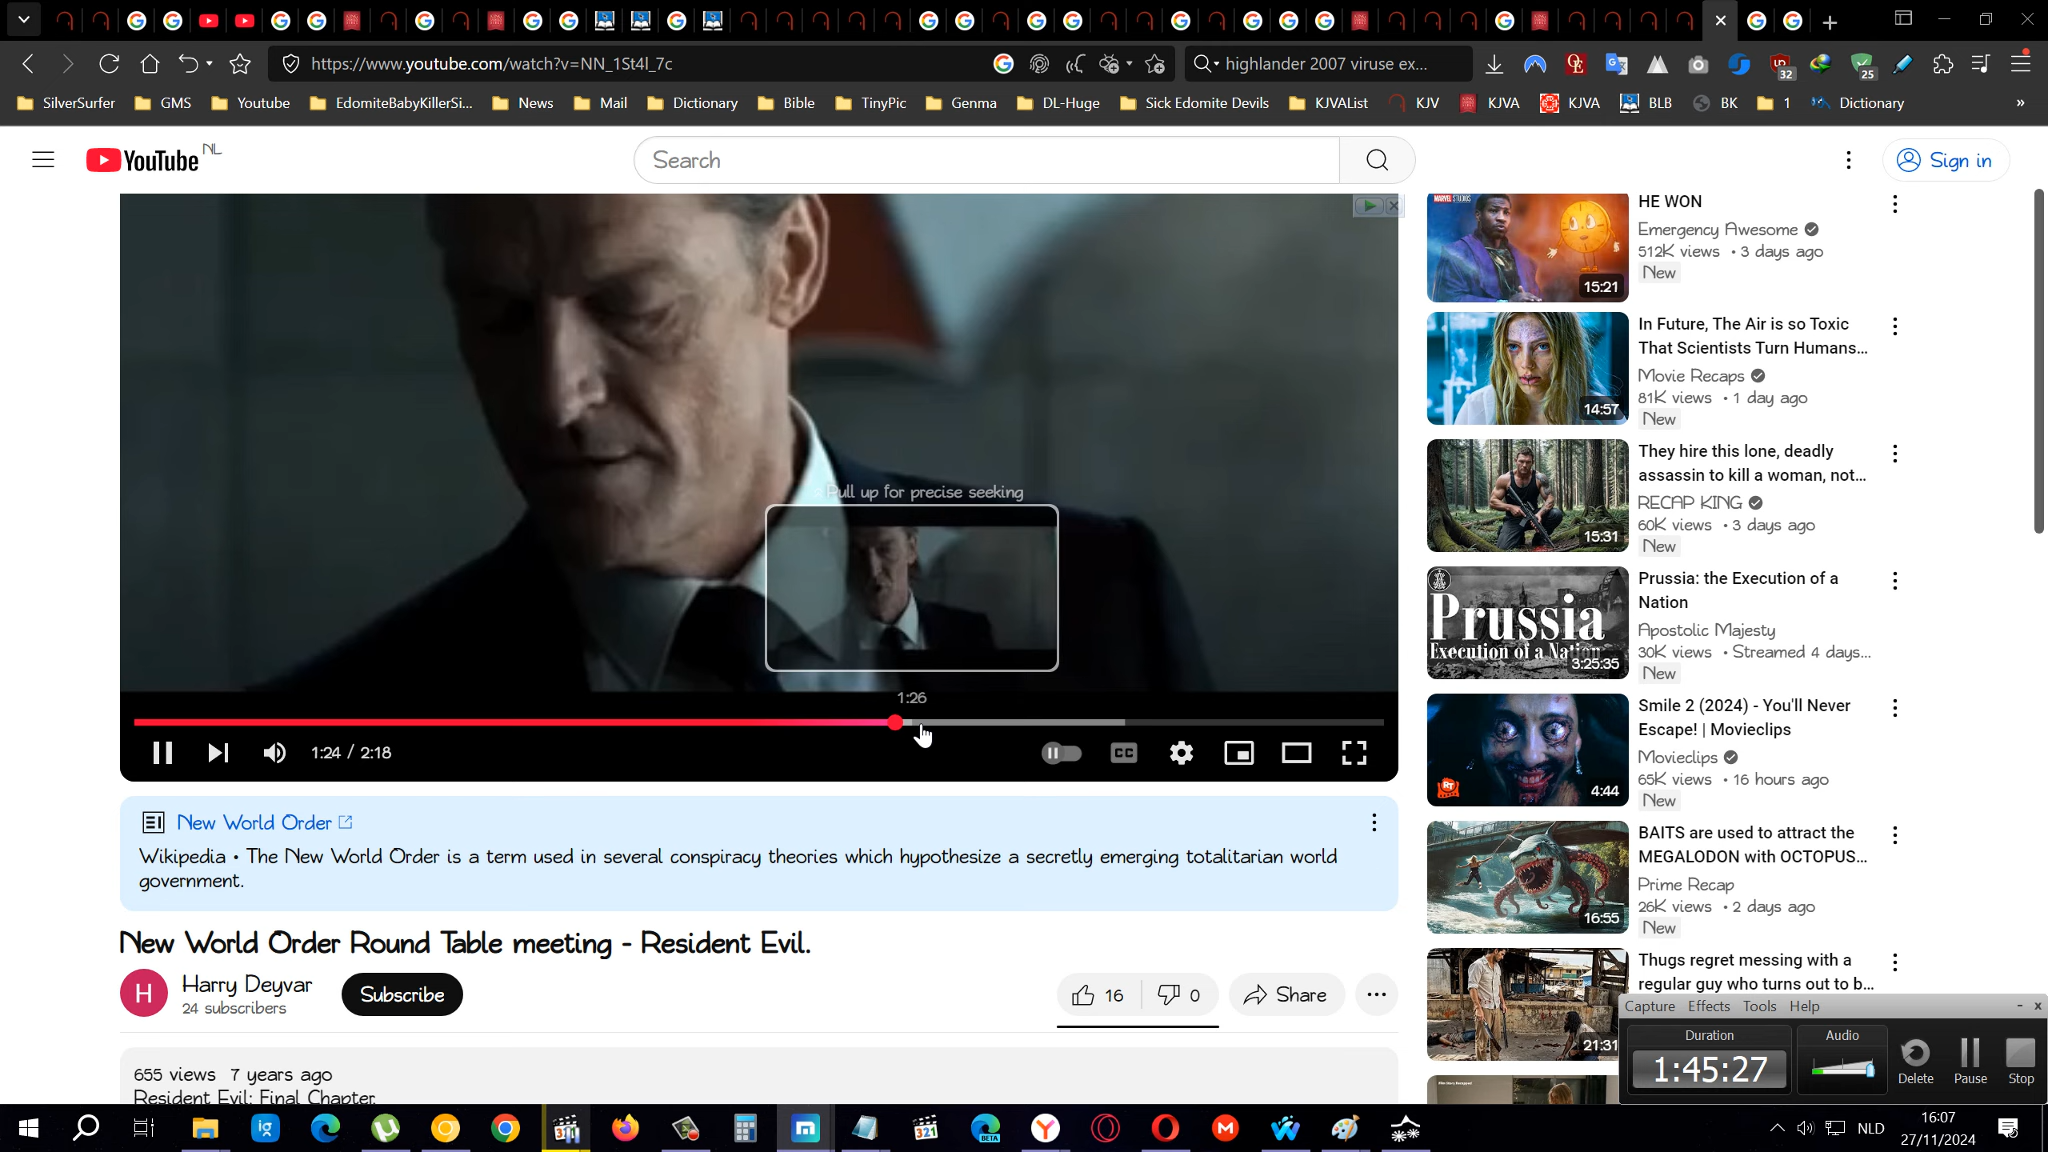 https://www.youtube.com/watch?v=NN_1St4l_7c
highlander 2007 viruse ex...
32
25
SilverSurfer
GMS
Youtube
EdomiteBabyKillerSi...
News
Mail
Dictionary
Bible
TinyPic
Genma
DL-Huge
Sick Edomite Devils
KJVAList
KJV
KJVA
KJVA
BLB
BK
1
Dictionary
»
YouTube NL
Search
Sign in
Pull up for precise seeking
1:26
1:24 / 2:18
CC
New World Order
Wikipedia • The New World Order is a term used in several conspiracy theories which hypothesize a secretly emerging totalitarian world
government.
New World Order Round Table meeting - Resident Evil.
H
Harry Deyvar
24 subscribers
Subscribe
16
0
Share
655 views 7 years ago
Resident Evil: Final Chapter.
MARVEL STUDIOS
15:21
HE WON
Emergency Awesome
512K views • 3 days ago
New
14:57
In Future, The Air is so Toxic
That Scientists Turn Humans...
Movie Recaps
81K views • 1 day ago
New
15:31
They hire this lone, deadly
assassin to kill a woman, not...
RECAP KING
60K views • 3 days ago
New
Prussia
Execution of a Nation
3:25:35
Prussia: the Execution of a
Nation
Apostolic Majesty
30K views • Streamed 4 days...
New
4:44
Smile 2 (2024) - You'll Never
Escape! | Movieclips
Movieclips
65K views • 16 hours ago
New
16:55
BAITS are used to attract the
MEGALODON with OCTOPUS...
Prime Recap
26K views • 2 days ago
New
21:31
Thugs regret messing with a
regular guy who turns out to b...
Capture Effects Tools Help
Duration
1:45:27
Audio
Delete
Pause
Stop
NLD
16:07
27/11/2024